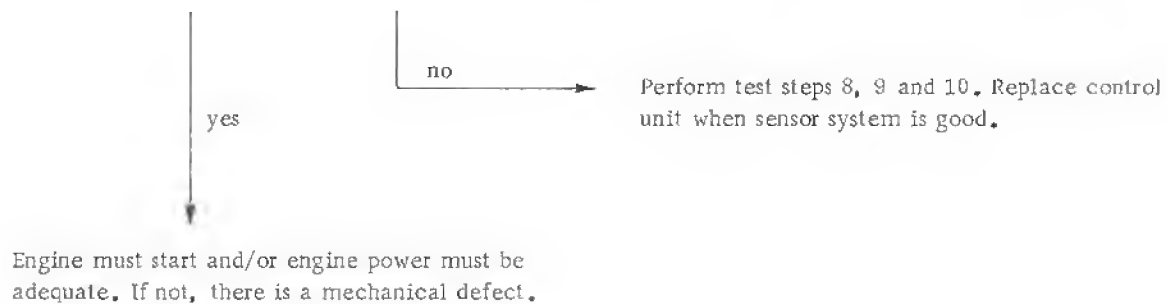 no
Perform test steps 8, 9 and 10. Replace control
unit when sensor system is good.
yes
Engine must start and/or engine power must be
adequate. If not, there is a mechanical defect.